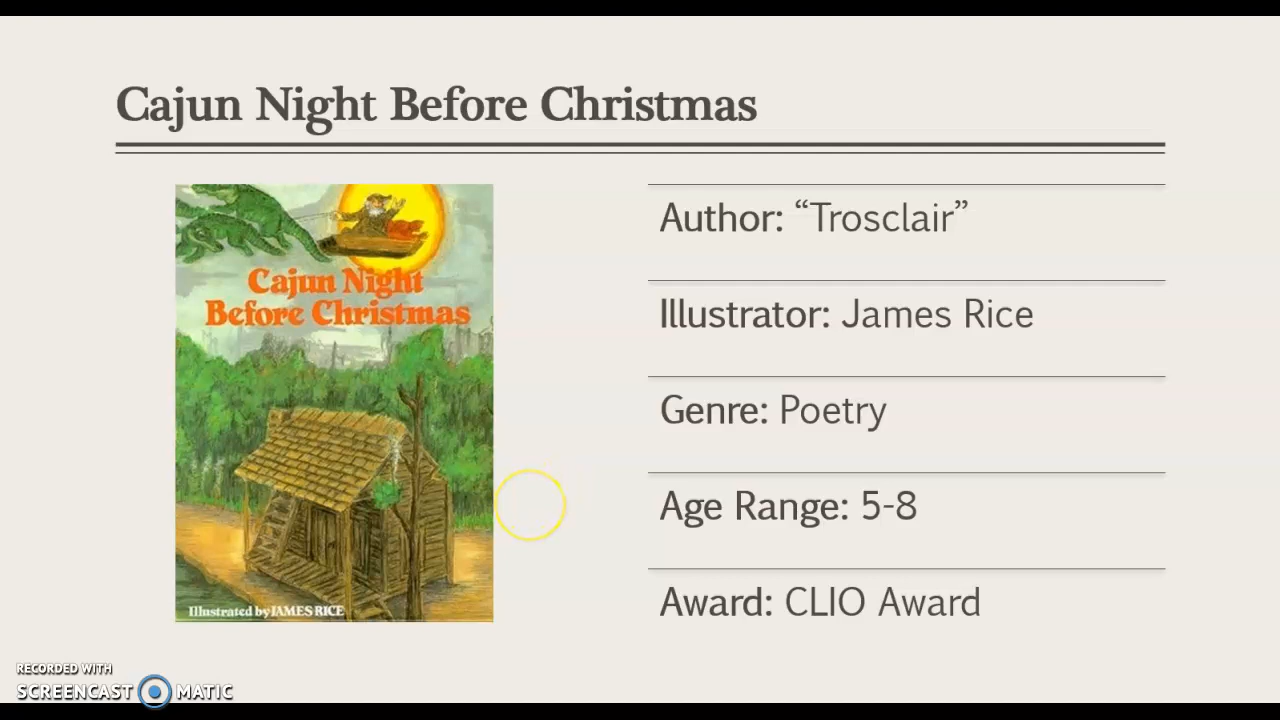 Cajun Night Before Christmas
Cajun Night
Before Christmas
Illustrated by JAMES RICE
Author: “Trosclair”
Illustrator: James Rice
Genre: Poetry
Age Range: 5-8
Award: CLIO Award
RECORDED WITH
SCREENCAST MATIC